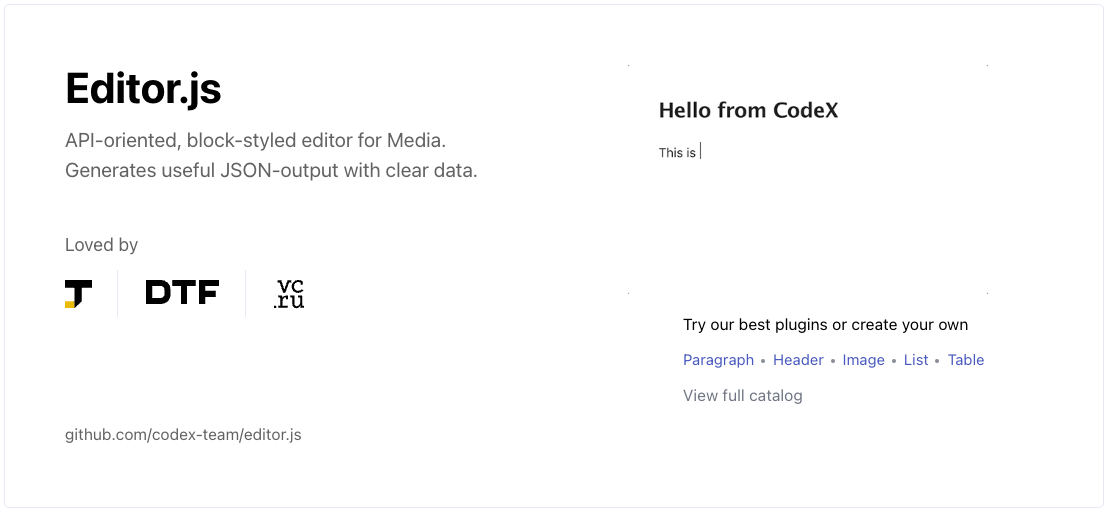 Editor.js
API-oriented, block-styled editor for Media.
Generates useful JSON-output with clear data.
Loved by
T
DTF
.vc
.ru
github.com/codex-team/editor.js
Hello from CodeX
This is
Try our best plugins or create your own
Paragraph • Header • Image • List • Table
View full catalog